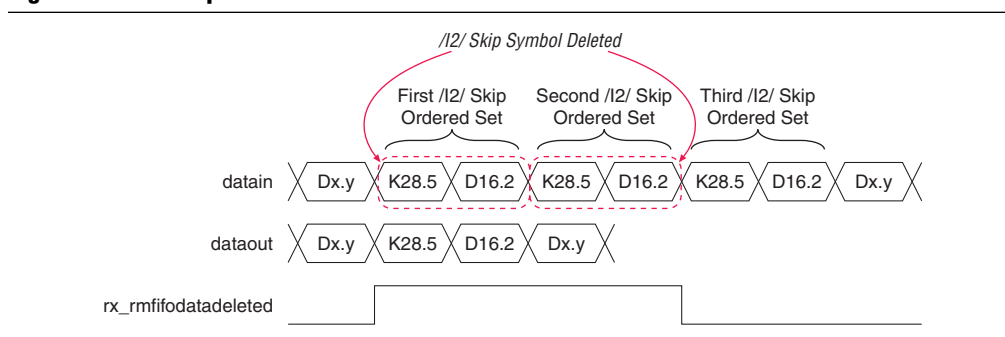 /I2/ Skip Symbol Deleted
First /I2/ Skip Second /I2/ Skip Third /I2/ Skip
Ordered Set Ordered Set Ordered Set
datain Dx.y K28.5 D16.2 K28.5 D16.2 K28.5 D16.2 Dx.y
dataout Dx.y K28.5 D16.2 Dx.y
rx_rmfifodatadeleted